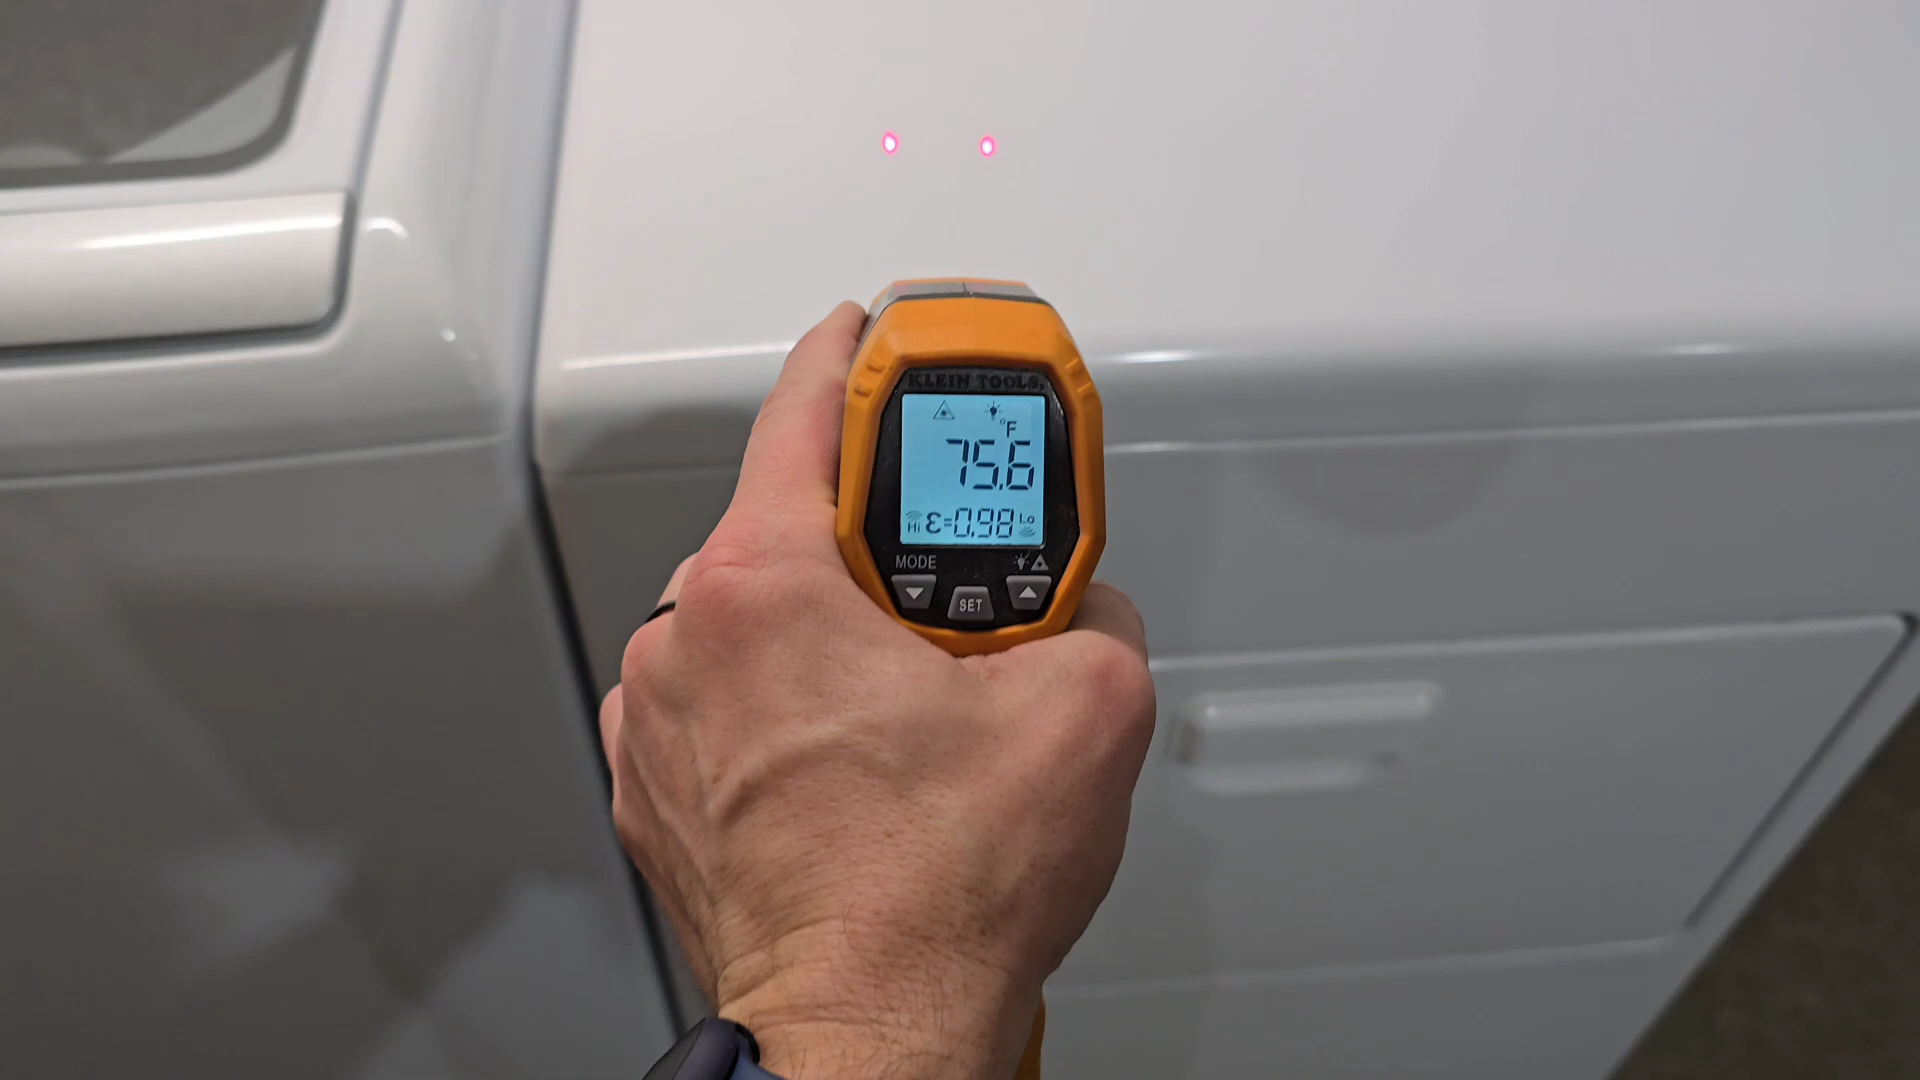 KLEIN TOOLS®
°F
75.6
Hi ε=0.98 Lo
MODE
SET